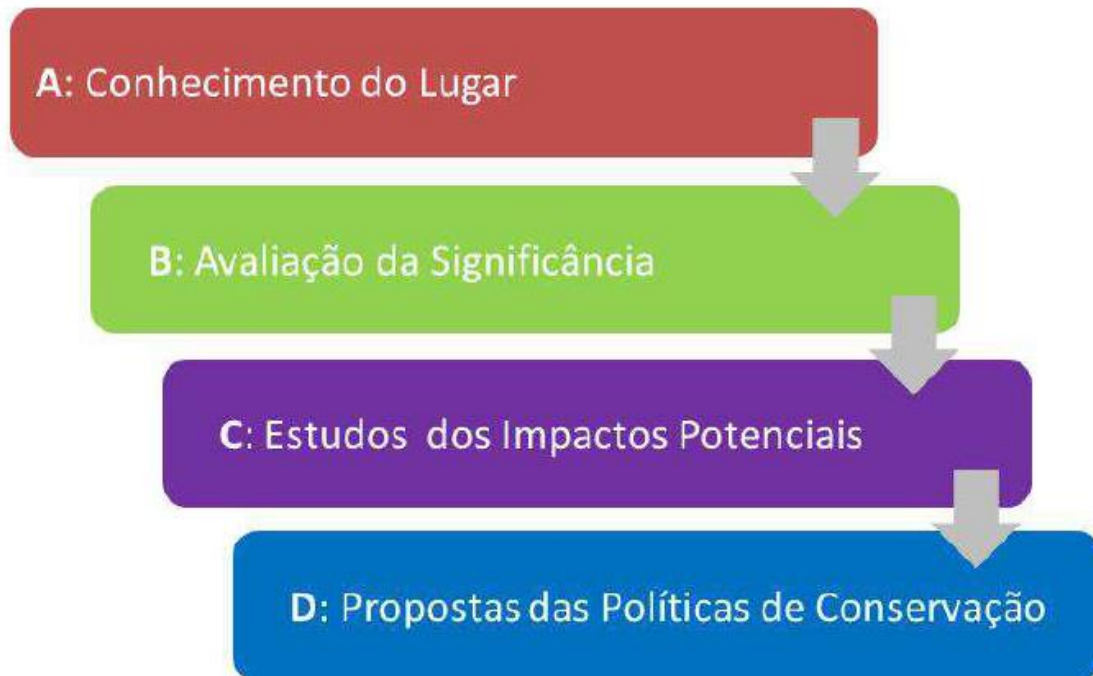 A: Conhecimento do Lugar
B: Avaliação da Significância
C: Estudos dos Impactos Potenciais
D: Propostas das Políticas de Conservação